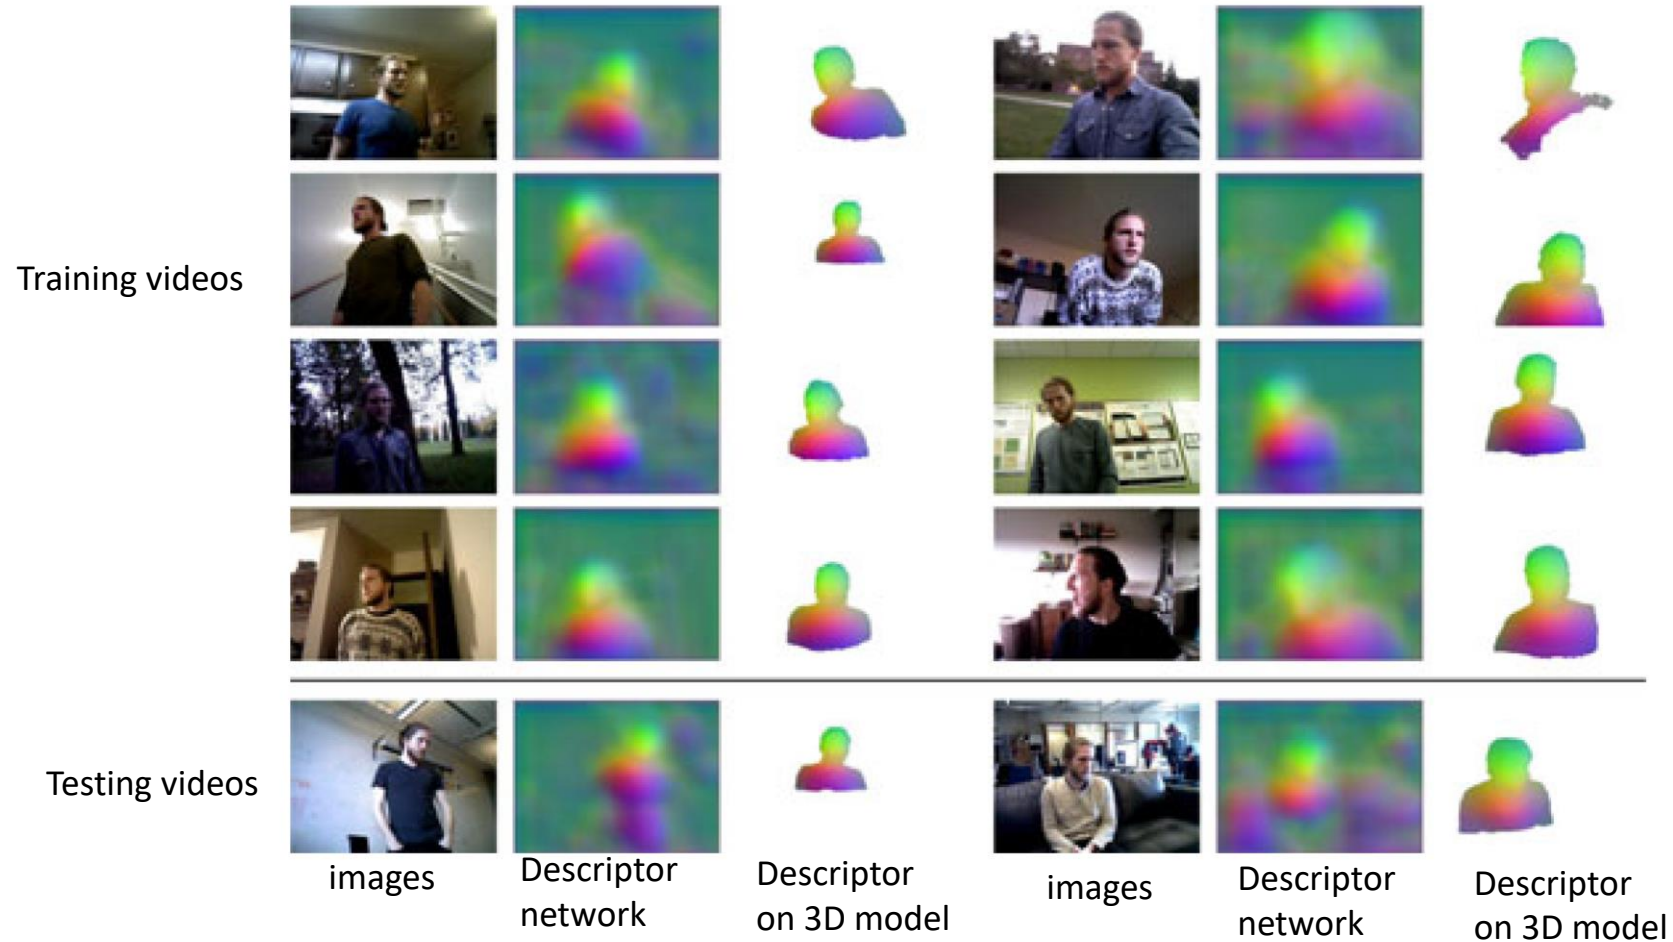 Training videos
Testing videos
images
Descriptor
network
Descriptor
on 3D model
images
Descriptor
network
Descriptor
on 3D model